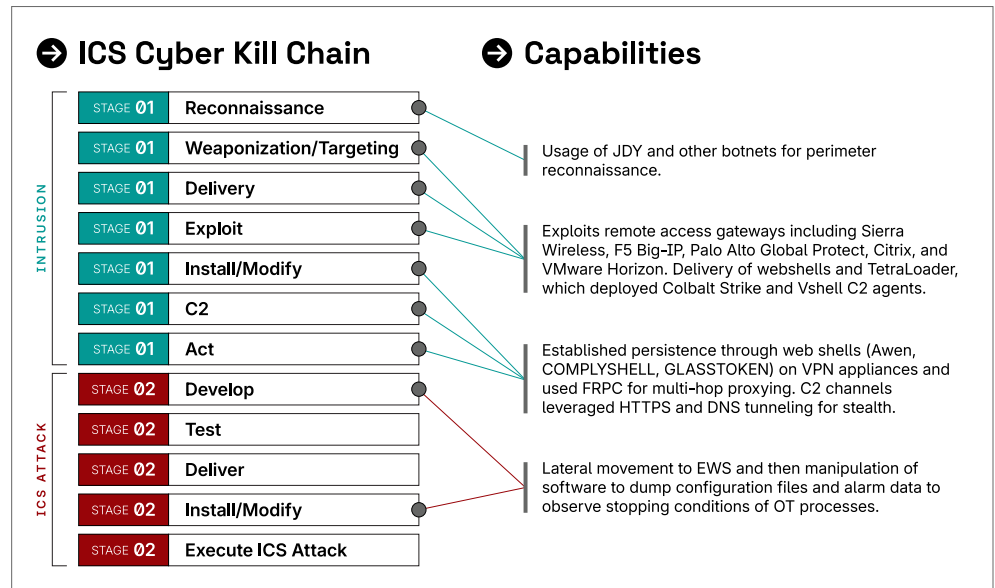 ICS Cyber Kill Chain
INTRUSION
STAGE 01 Reconnaissance
STAGE 01 Weaponization/Targeting
STAGE 01 Delivery
STAGE 01 Exploit
STAGE 01 Install/Modify
STAGE 01 C2
STAGE 01 Act
ICS ATTACK
STAGE 02 Develop
STAGE 02 Test
STAGE 02 Deliver
STAGE 02 Install/Modify
STAGE 02 Execute ICS Attack
Capabilities
Usage of JDY and other botnets for perimeter
reconnaissance.
Exploits remote access gateways including Sierra
Wireless, F5 Big-IP, Palo Alto Global Protect, Citrix, and
VMware Horizon. Delivery of webshells and TetraLoader,
which deployed Colbalt Strike and Vshell C2 agents.
Established persistence through web shells (Awen,
COMPLYSHELL, GLASSTOKEN) on VPN appliances and
used FRPC for multi-hop proxying. C2 channels
leveraged HTTPS and DNS tunneling for stealth.
Lateral movement to EWS and then manipulation of
software to dump configuration files and alarm data to
observe stopping conditions of OT processes.